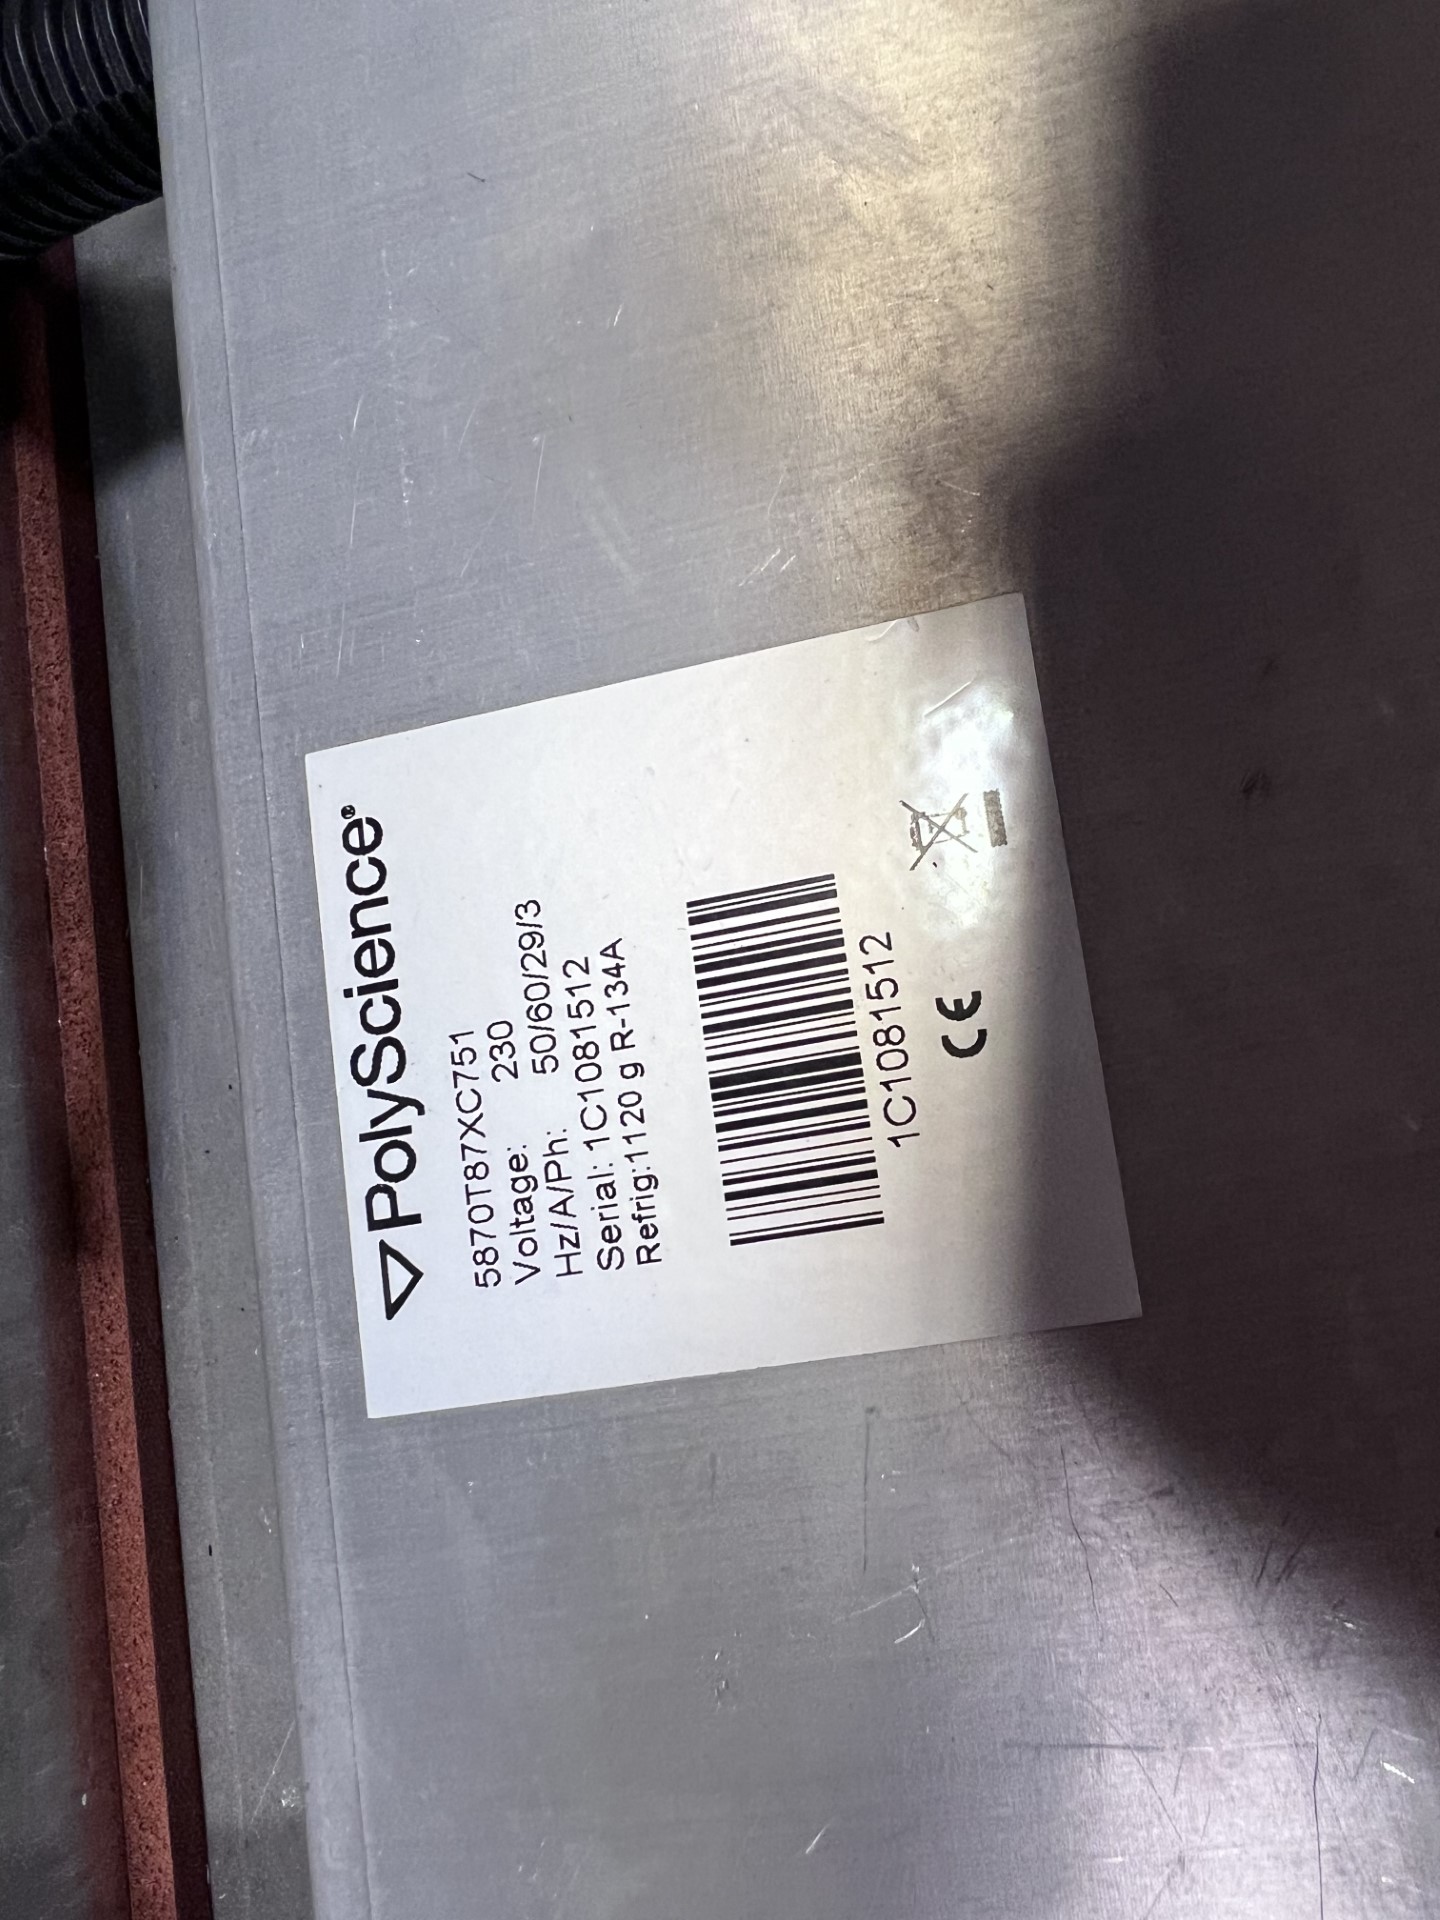 PolyScience®
5870T87XC751
Voltage: 230
Hz/A/Ph: 50/60/29/3
Serial: 1C1081512
Refrig:1120 g R-134A
1C1081512
CE